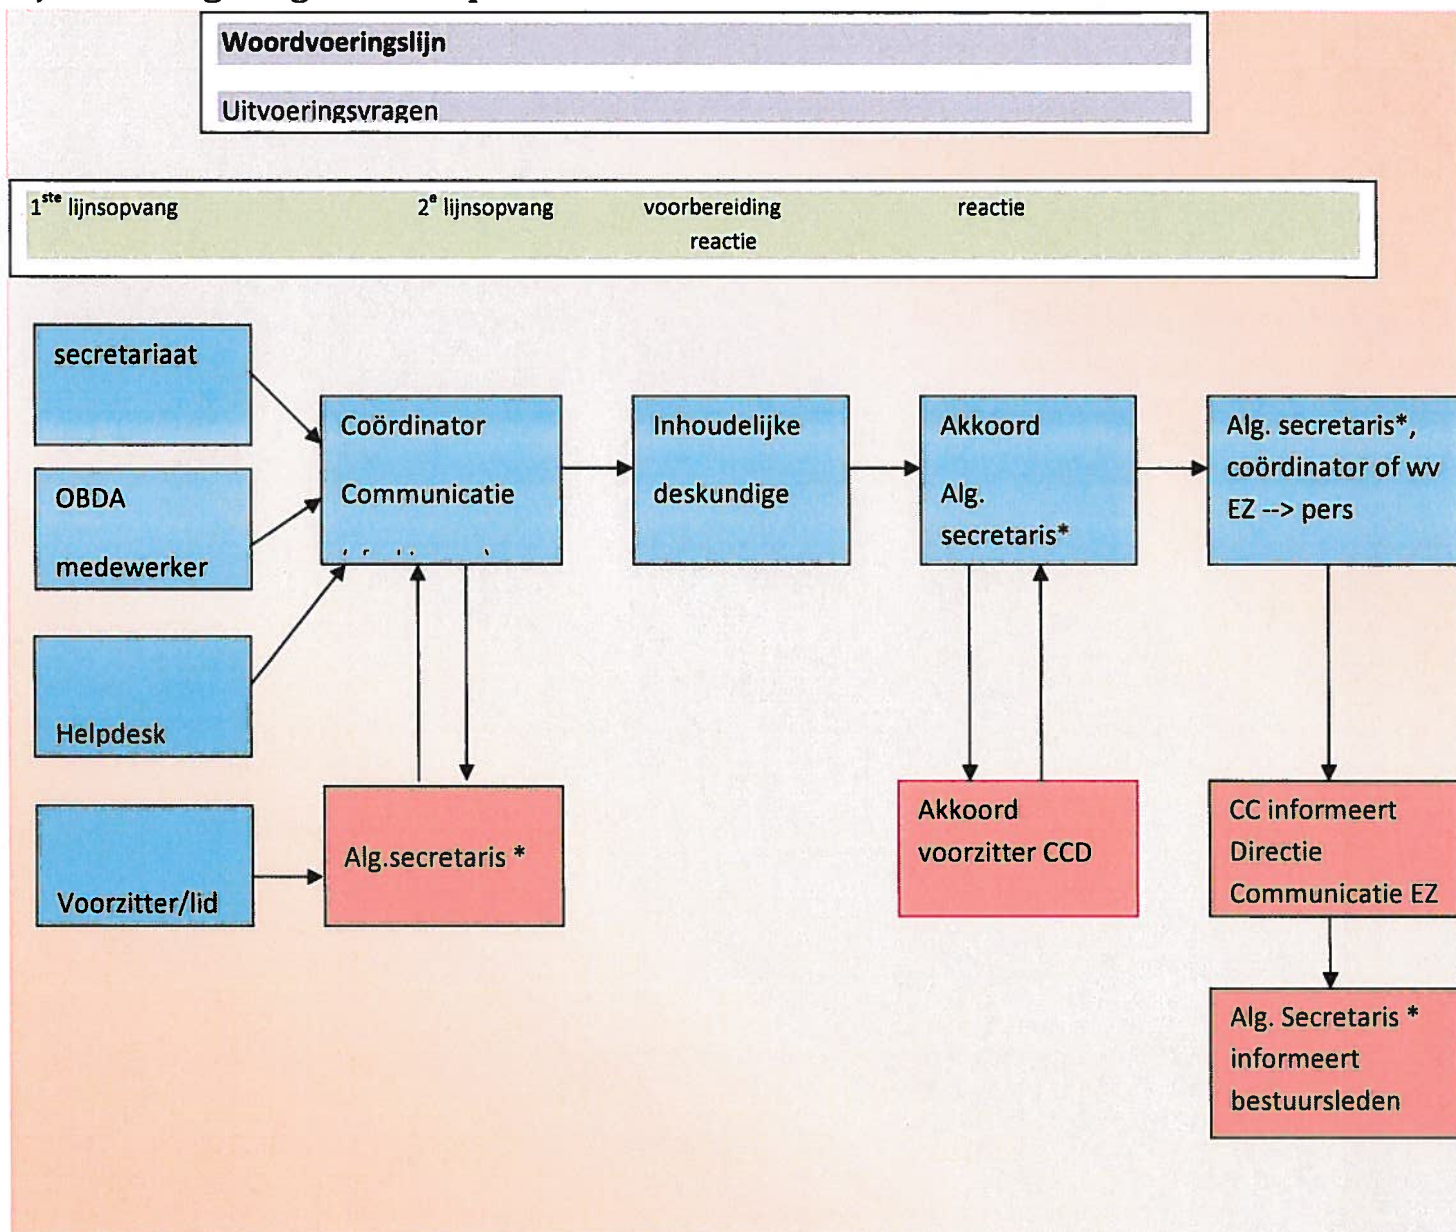 Woordvoeringslijn
Uitvoeringsvragen
1ste lijnsopvang 2e lijnsopvang voorbereiding reactie
reactie
secretariaat
OBDA
medewerker
Helpdesk
Voorzitter/lid
Coördinator
Communicatie
Alg.secretaris *
Inhoudelijke
deskundige
Akkoord
Alg.
secretaris*
Akkoord
voorzitter CCD
Alg. secretaris*,
coördinator of wv
EZ --> pers
CC informeert
Directie
Communicatie EZ
Alg. Secretaris *
informeert
bestuursleden